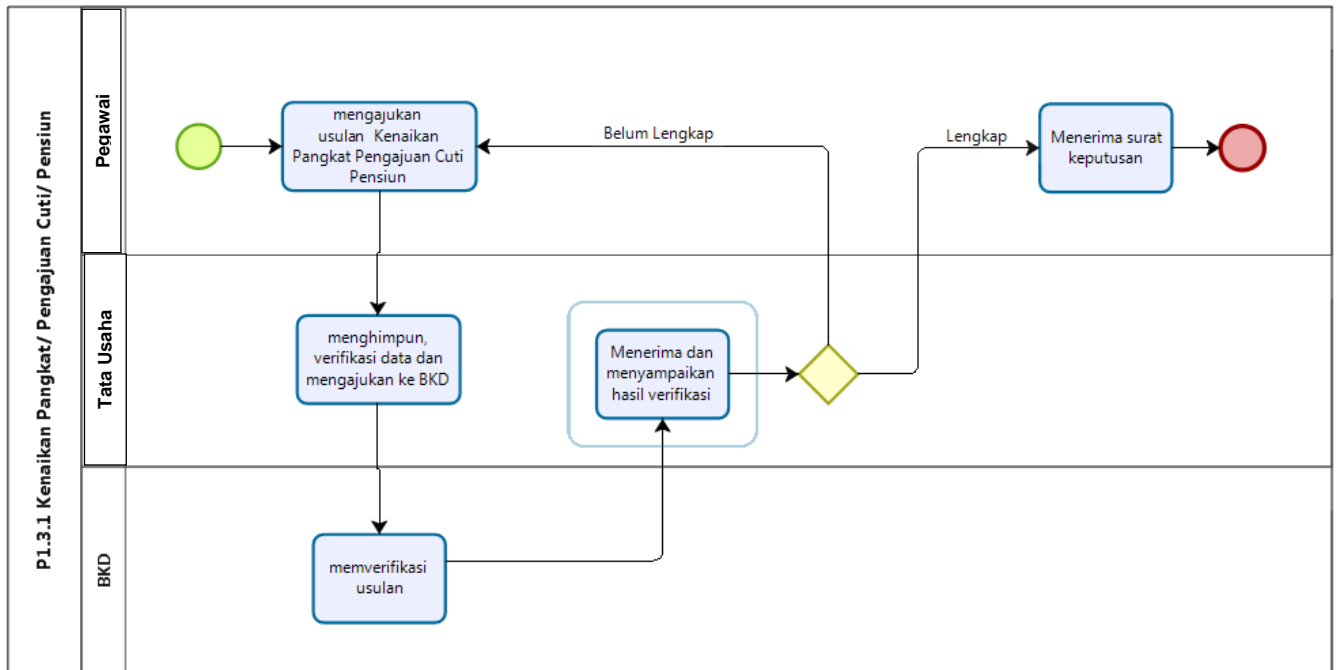 P1.3.1 Kenaikan Pangkat/ Pengajuan Cuti/ Pensiun
Pegawai
mengajukan
usulan Kenaikan
Pangkat Pengajuan Cuti
Pensiun
Belum Lengkap
Lengkap
Menerima surat
keputusan
Tata Usaha
menghimpun,
verifikasi data dan
mengajukan ke BKD
Menerima dan
menyampaikan
hasil verifikasi
BKD
memverifikasi
usulan